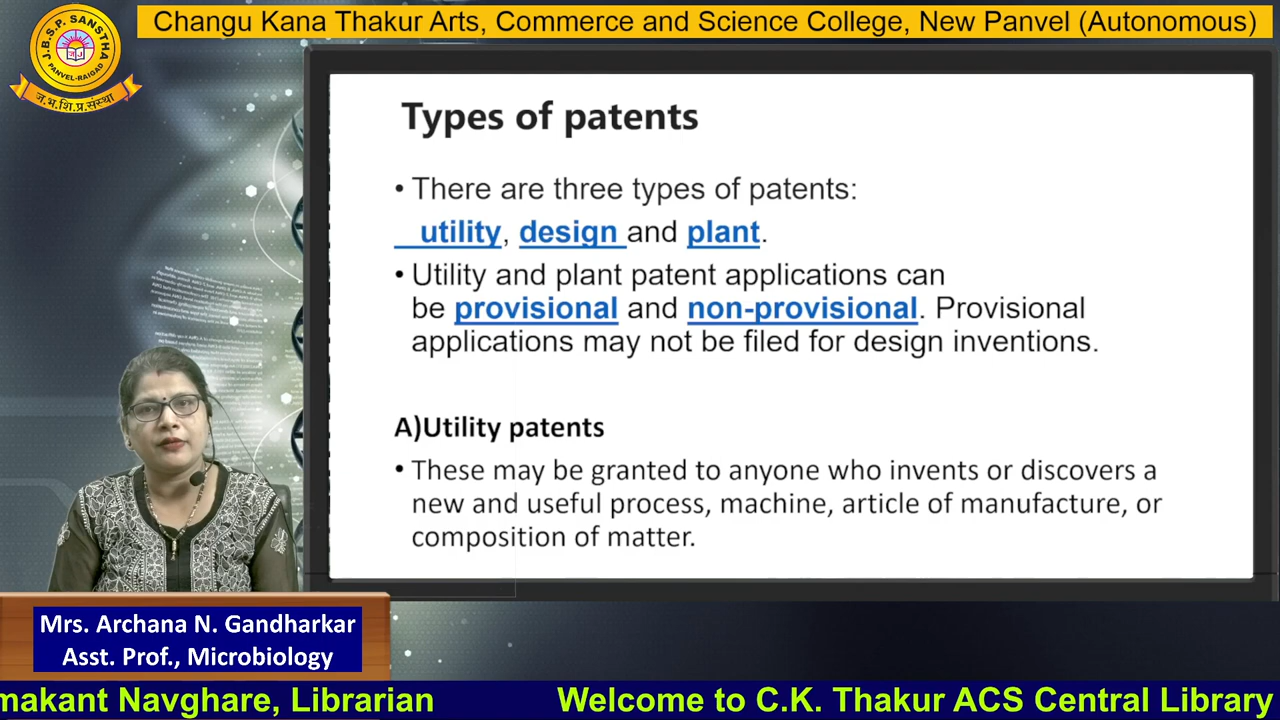 Changu Kana Thakur Arts, Commerce and Science College, New Panvel (Autonomous)
J.B.S.P. SANSTHA
PANVEL-RAIGAD
ज.भ.शि.प्र.संस्था
Types of patents
• There are three types of patents:
utility, design and plant.
• Utility and plant patent applications can
be provisional and non-provisional. Provisional
applications may not be filed for design inventions.
A)Utility patents
• These may be granted to anyone who invents or discovers a
new and useful process, machine, article of manufacture, or
composition of matter.
Mrs. Archana N. Gandharkar
Asst. Prof., Microbiology
makant Navghare, Librarian Welcome to C.K. Thakur ACS Central Library